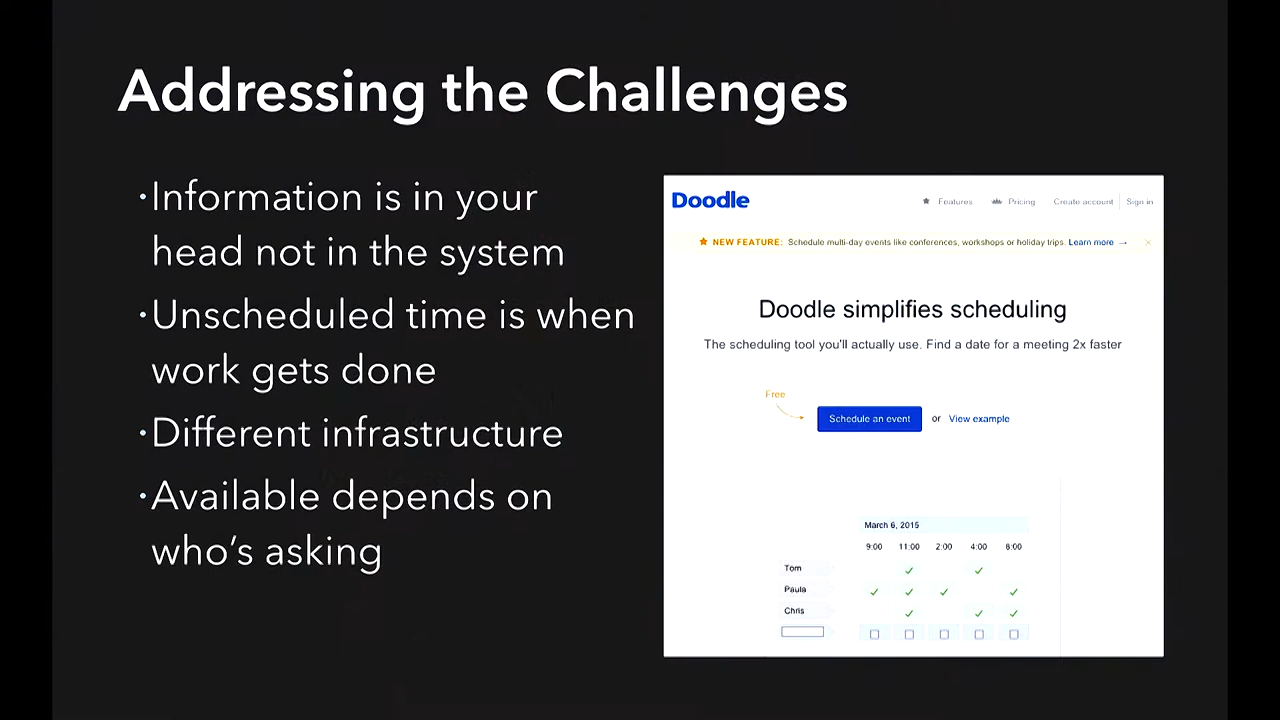 Addressing the Challenges
·Information is in your
head not in the system
·Unscheduled time is when
work gets done
·Different infrastructure
·Available depends on
who's asking
Doodle
Features Pricing Create account Sign in
NEW FEATURE: Schedule multi-day events like conferences, workshops or holiday trips. Learn more → ×
Doodle simplifies scheduling
The scheduling tool you'll actually use. Find a date for a meeting 2x faster
Free
Schedule an event or View example
March 6, 2015
9:00 11:00 2:00 4:00 8:00
Tom
Paula
Chris